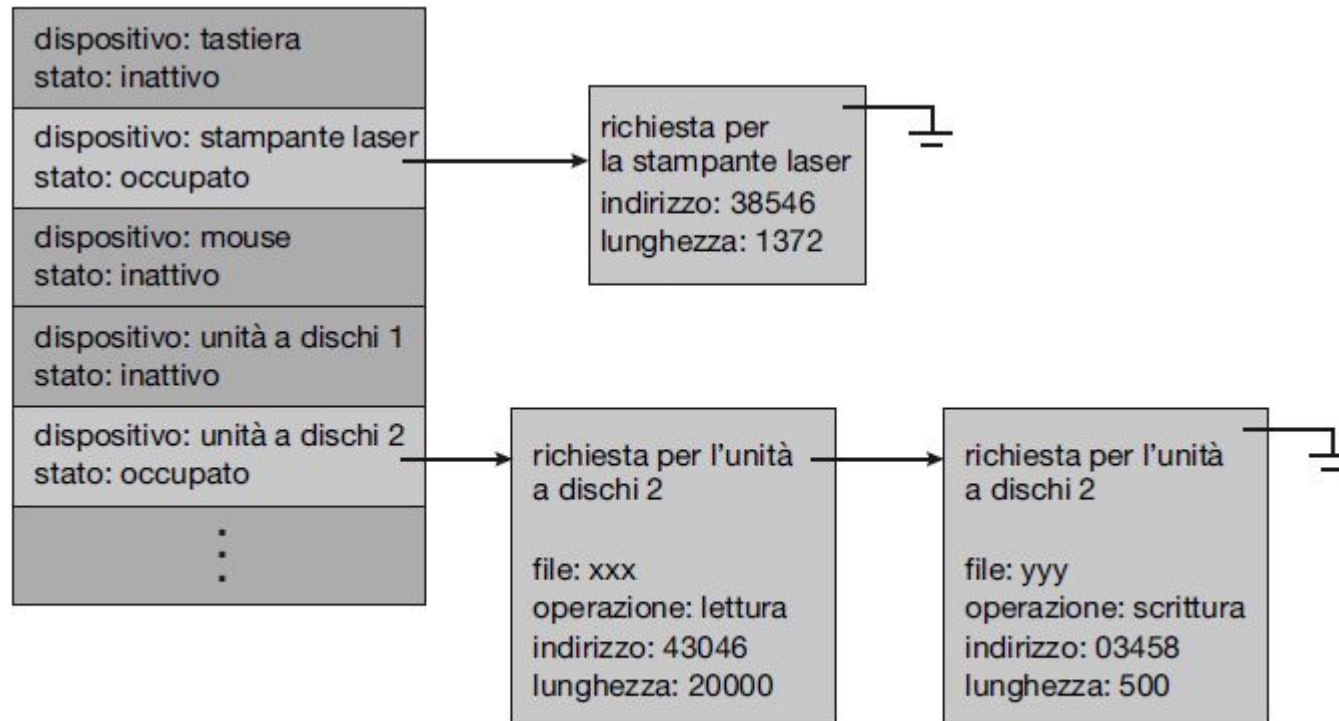 dispositivo: tastiera
stato: inattivo
dispositivo: stampante laser
stato: occupato
dispositivo: mouse
stato: inattivo
dispositivo: unità a dischi 1
stato: inattivo
dispositivo: unità a dischi 2
stato: occupato
richiesta per
la stampante laser
indirizzo: 38546
lunghezza: 1372
richiesta per l'unità
a dischi 2
file: xxx
operazione: lettura
indirizzo: 43046
lunghezza: 20000
richiesta per l'unità
a dischi 2
file: yyy
operazione: scrittura
indirizzo: 03458
lunghezza: 500